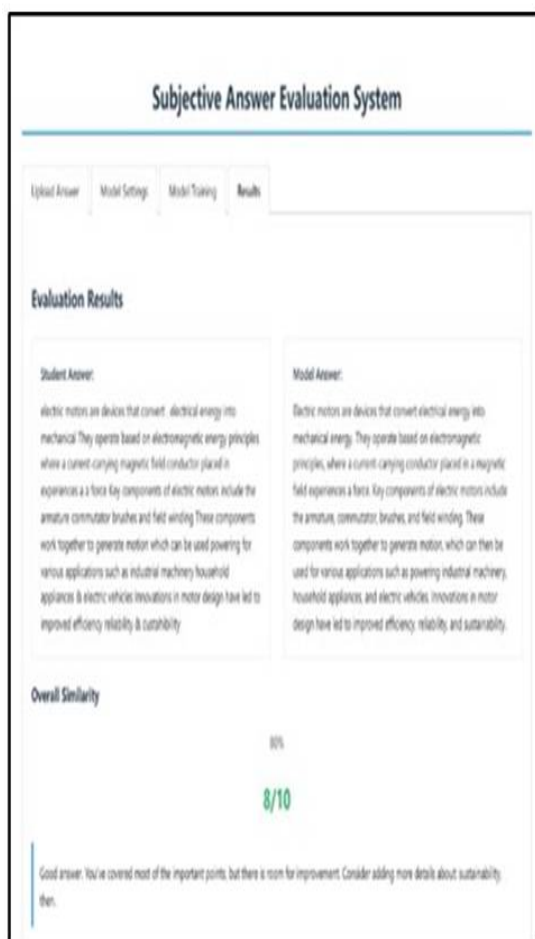 Subjective Answer Evaluation System
Upload Answer Model Settings Model Training Results
Evaluation Results
Student Answer:
electric motors are devices that convert electrical energy into
mechanical They operate based on electromagnetic energy principles
where a current-carrying magnetic field conductor placed in
experiences a a force Key components of electric motors include the
armature commutator brushes and field winding These components
work together to generate motion which can be used powering for
various applications such as industrial machinery household
appliances & electric vehicles Innovations in motor design have led to
improved efficiency reliability &
Model Answer:
Electric motors are devices that convert electrical energy into
mechanical energy. They operate based on electromagnetic
principles, where a current-carrying conductor placed in a magnetic
field experiences a force. Key components of electric motors include
the armature, commutator, brushes, and field winding. These
components work together to generate motion, which can then be
used for various applications such as powering industrial machinery,
household appliances, and electric vehicles. Innovations in motor
design have led to improved efficiency, reliability, and sustainability.
Overall Similarity
80%
8/10
Good answer. You've covered most of the important points, but there is room for improvement. Consider adding more details about: sustainability,
then.